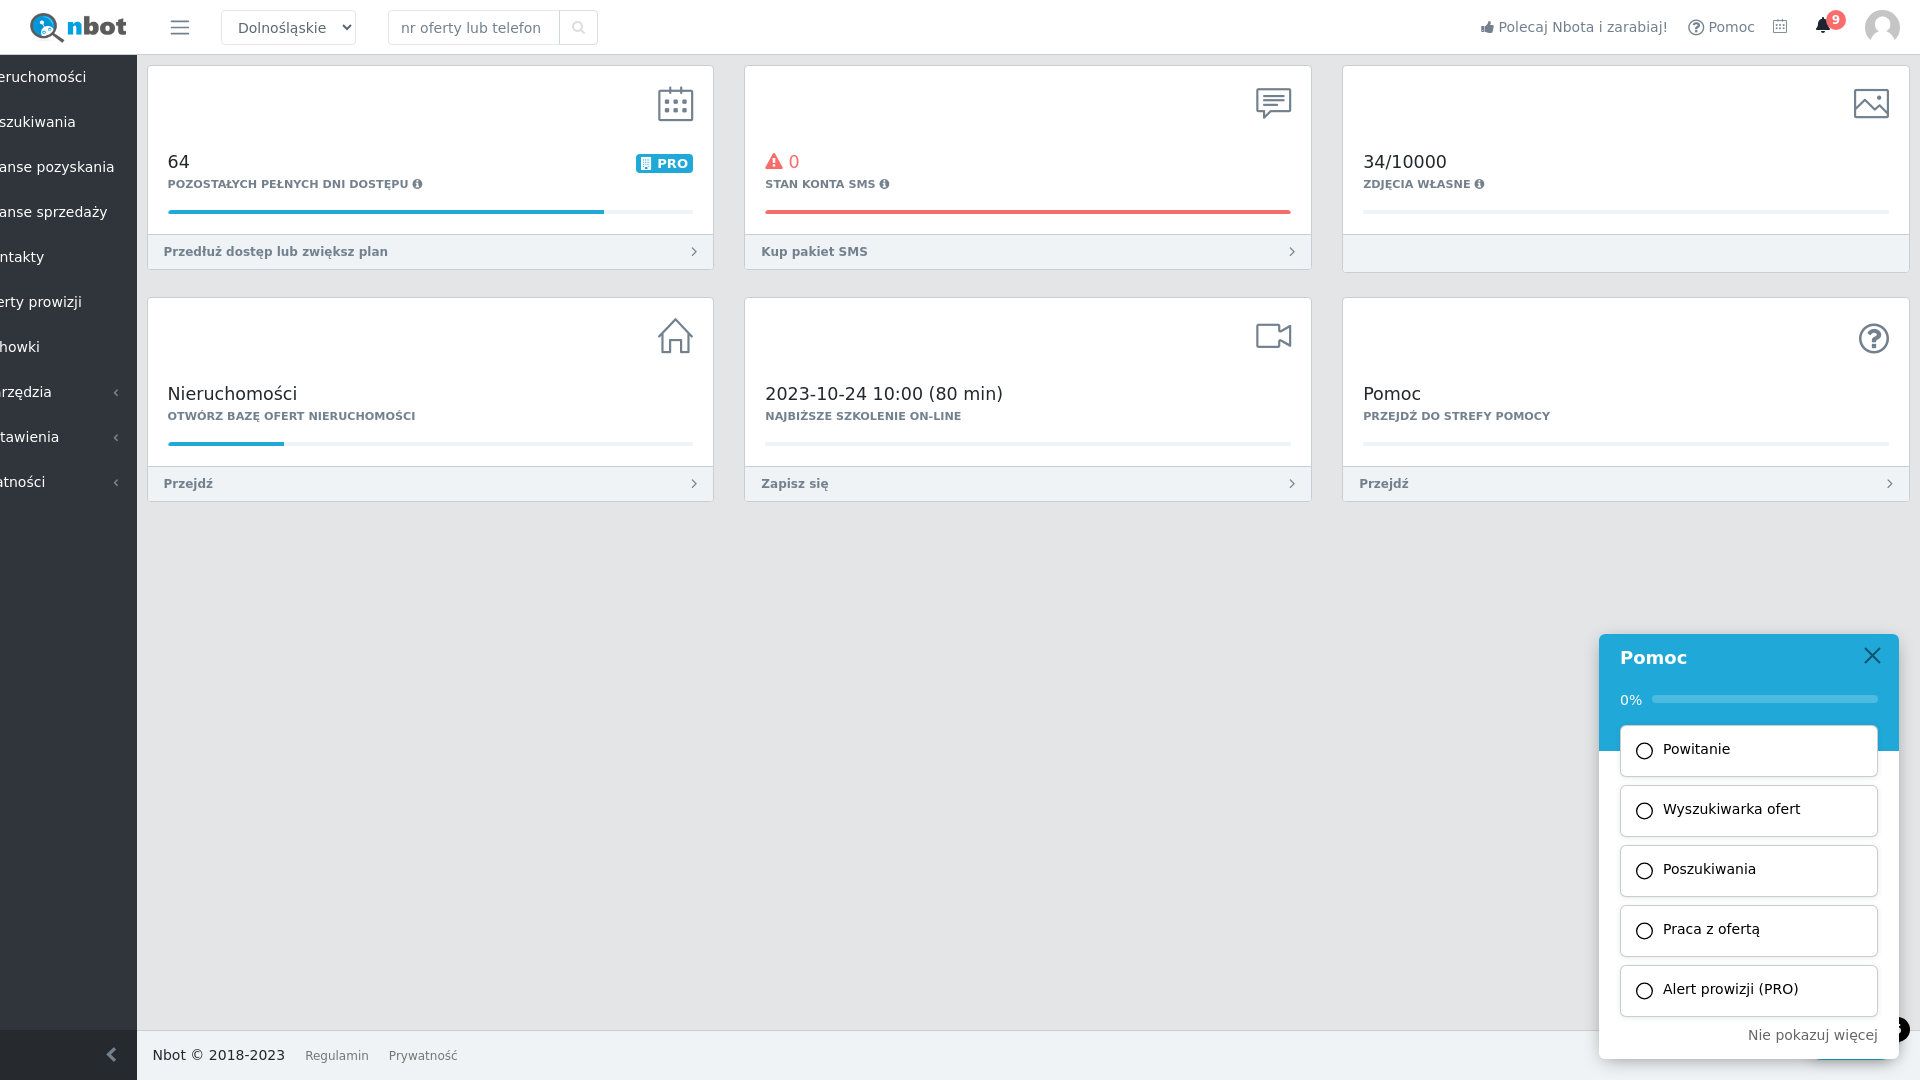 nbot
Dolnośląskie
nr oferty lub telefon
Polecaj Nbota i zarabiaj!
Pomoc
9
eruchomości
szukiwania
anse pozyskania
anse sprzedaży
ntakty
erty prowizji
howki
rzędzia
tawienia
atności
64
PRO
POZOSTAŁYCH PEŁNYCH DNI DOSTĘPU
Przedłuż dostęp lub zwiększ plan
0
STAN KONTA SMS
Kup pakiet SMS
34/10000
ZDJĘCIA WŁASNE
Nieruchomości
OTWÓRZ BAZĘ OFERT NIERUCHOMOŚCI
Przejdź
2023-10-24 10:00 (80 min)
NAJBIŻSZE SZKOLENIE ON-LINE
Zapisz się
Pomoc
PRZEJDŹ DO STREFY POMOCY
Przejdź
Pomoc
0%
Powitanie
Wyszukiwarka ofert
Poszukiwania
Praca z ofertą
Alert prowizji (PRO)
Nie pokazuj więcej
Nbot © 2018-2023
Regulamin
Prywatność